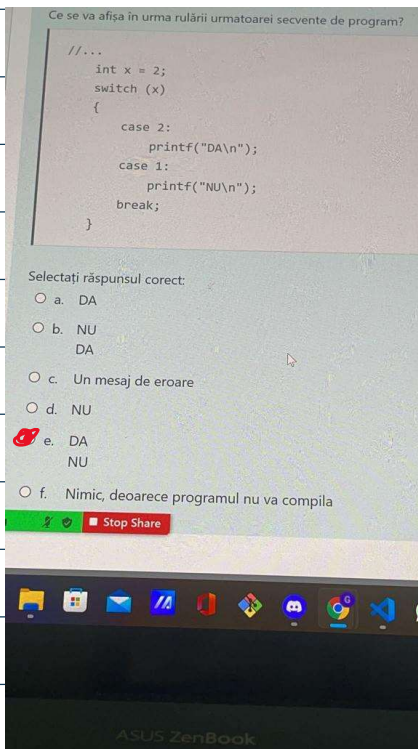 Ce se va afișa în urma rulării urmatoarei secvente de program?
//...
int x = 2;
switch (x)
{
case 2:
printf("DA\n");
case 1:
printf("NU\n");
break;
}
Selectați răspunsul corect:
a. DA
b. NU
DA
c. Un mesaj de eroare
d. NU
e. DA
NU
f. Nimic, deoarece programul nu va compila
Stop Share
G
ASUS ZenBook